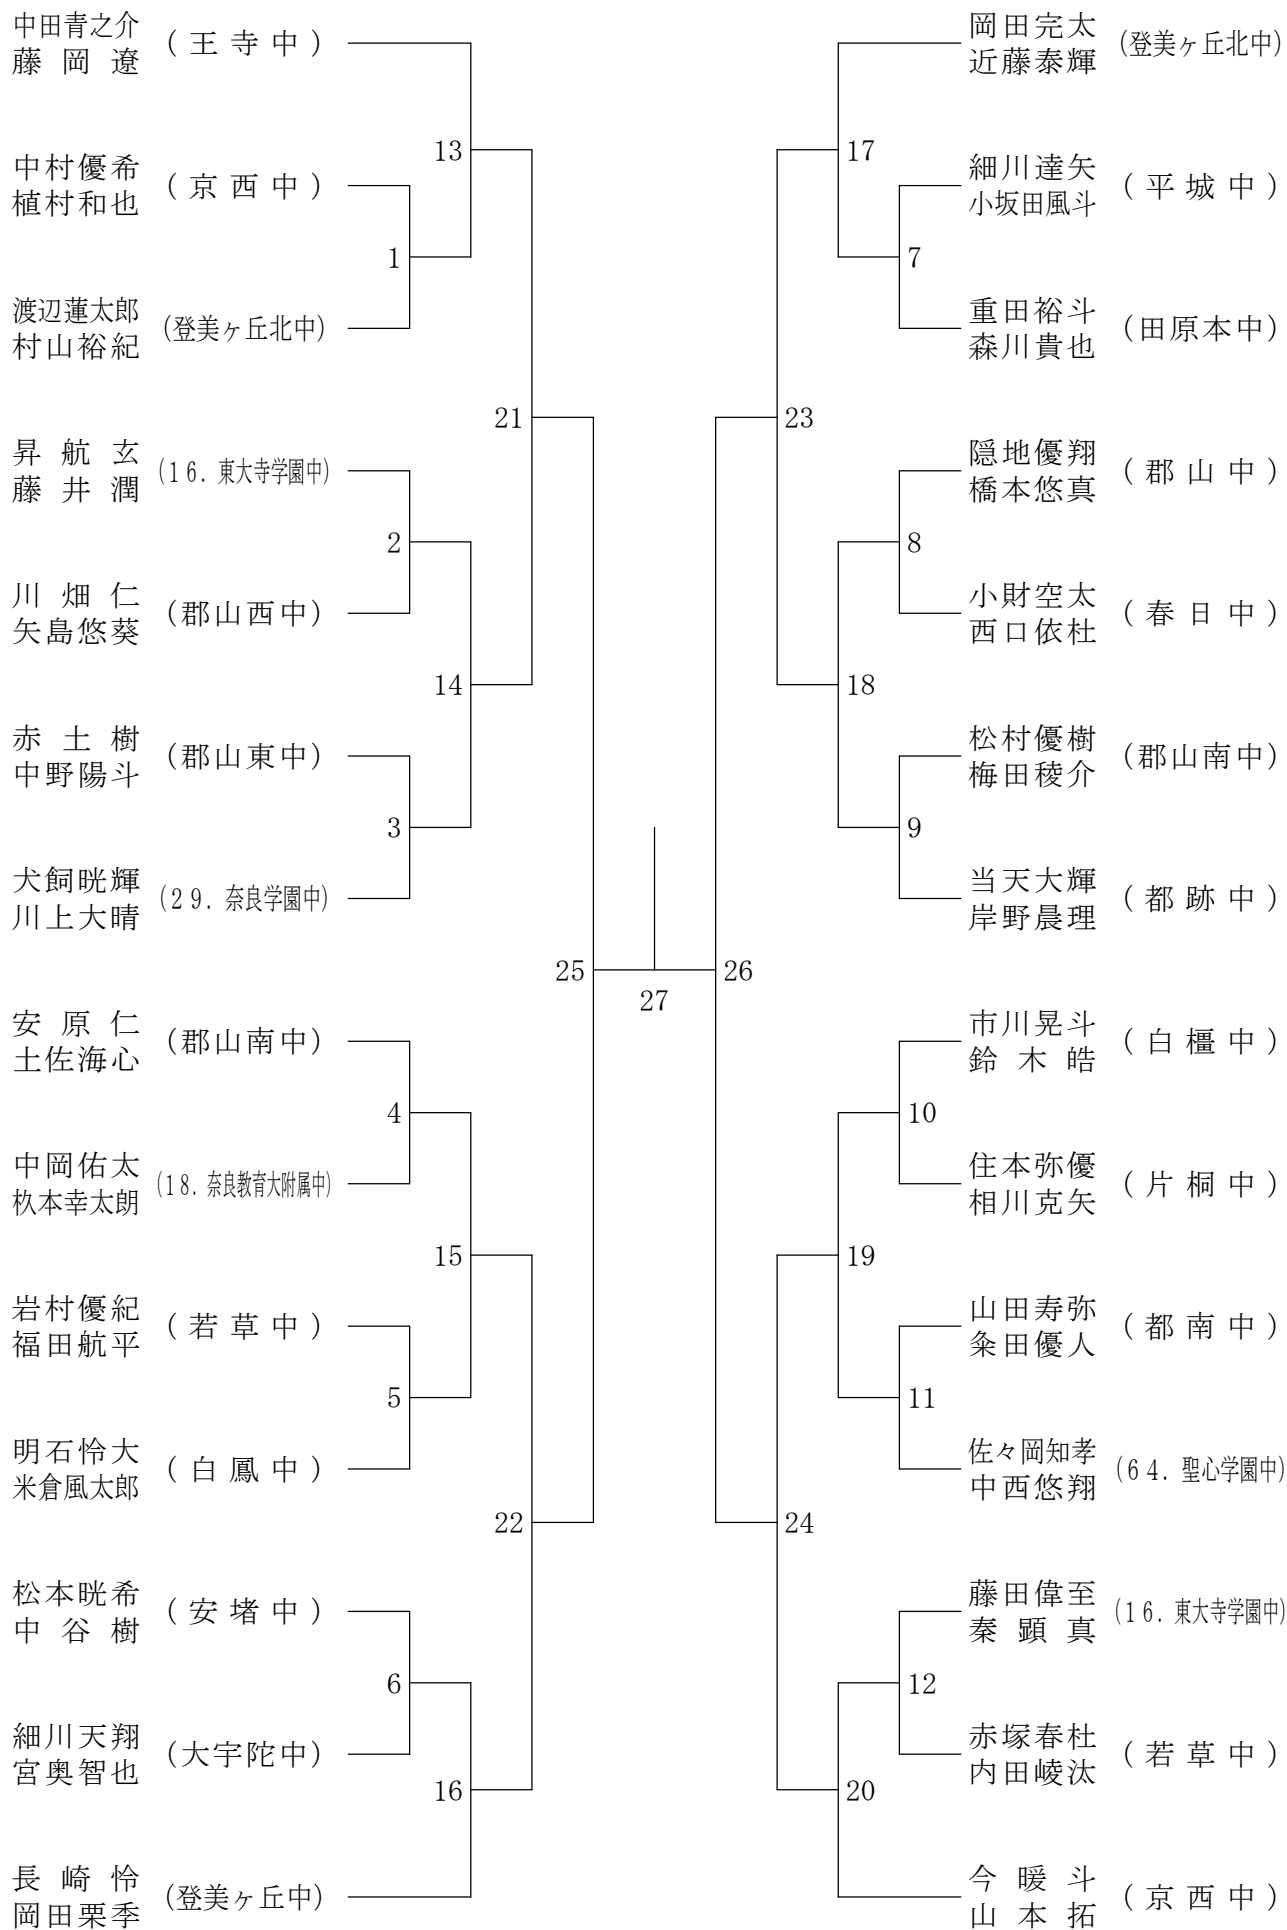 中田青之介
藤岡遼
(王寺中)
中村優希
植村和也
(京西中)
渡辺蓮太郎
村山裕紀
(登美ヶ丘北中)
昇航玄
藤井潤
(16. 東大寺学園中)
川畑仁
矢島悠葵
(郡山西中)
赤土樹
中野陽斗
(郡山東中)
犬飼晄輝
川上大晴
(29. 奈良学園中)
安原仁
土佐海心
(郡山南中)
中岡佑太
杦本幸太朗
(18. 奈良教育大附属中)
岩村優紀
福田航平
(若草中)
明石怜大
米倉風太郎
(白鳳中)
松本晄希
中谷樹
(安堵中)
細川天翔
宮奥智也
(大宇陀中)
長崎怜
岡田栗季
(登美ヶ丘中)
1
2
3
4
5
6
13
14
15
16
21
22
25
27
26
23
24
17
18
19
20
7
8
9
10
11
12
岡田完太
近藤泰輝
(登美ヶ丘北中)
細川達矢
小坂田風斗
(平城中)
重田裕斗
森川貴也
(田原本中)
隠地優翔
橋本悠真
(郡山中)
小財空太
西口依杜
(春日中)
松村優樹
梅田稜介
(郡山南中)
当天大輝
岸野晨理
(都跡中)
市川晃斗
鈴木皓
(白橿中)
住本弥優
相川克矢
(片桐中)
山田寿弥
粂田優人
(都南中)
佐々岡知孝
中西悠翔
(64. 聖心学園中)
藤田偉至
秦顕真
(16. 東大寺学園中)
赤塚春杜
内田崚汰
(若草中)
今暖斗
山本拓
(京西中)